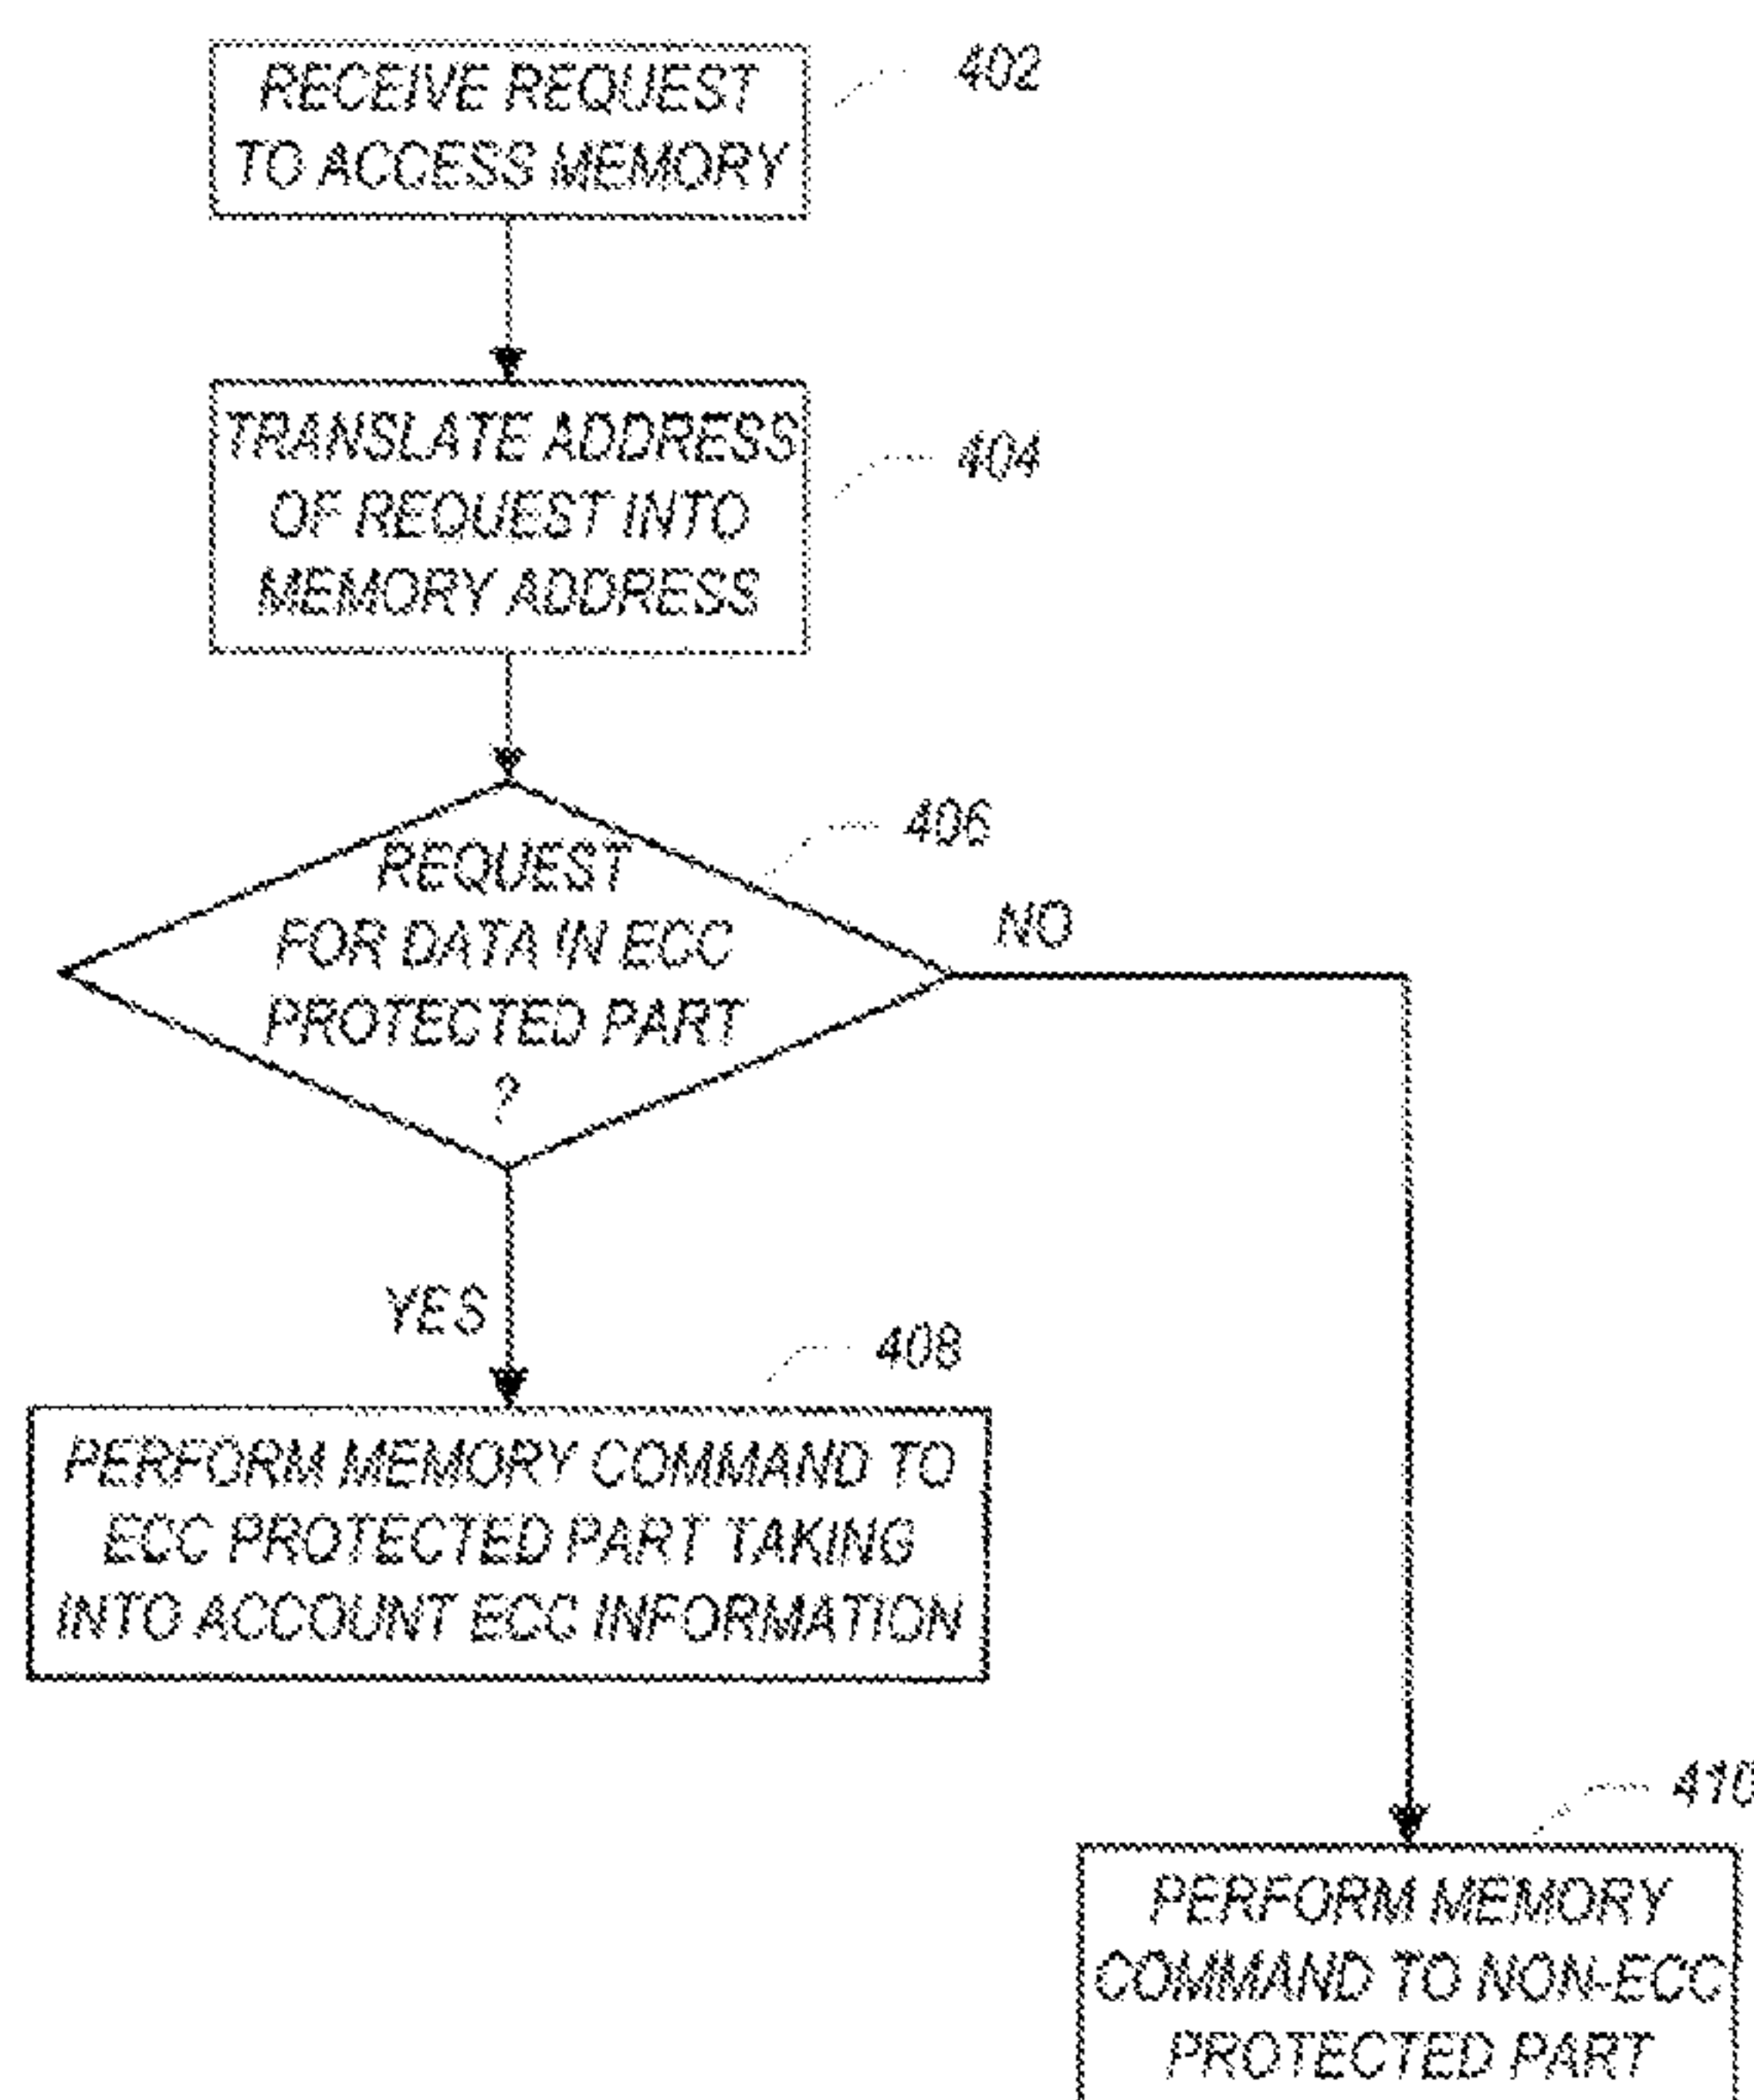 RECEIVE REQUEST
TO ACCESS MEMORY
402
TRANSLATE ADDRESS
OF REQUEST INTO
MEMORY ADDRESS
404
REQUEST
FOR DATA IN ECC
PROTECTED PART
?
406
NO
YES
408
PERFORM MEMORY COMMAND TO
ECC PROTECTED PART TAKING
INTO ACCOUNT ECC INFORMATION
410
PERFORM MEMORY
COMMAND TO NON-ECC
PROTECTED PART